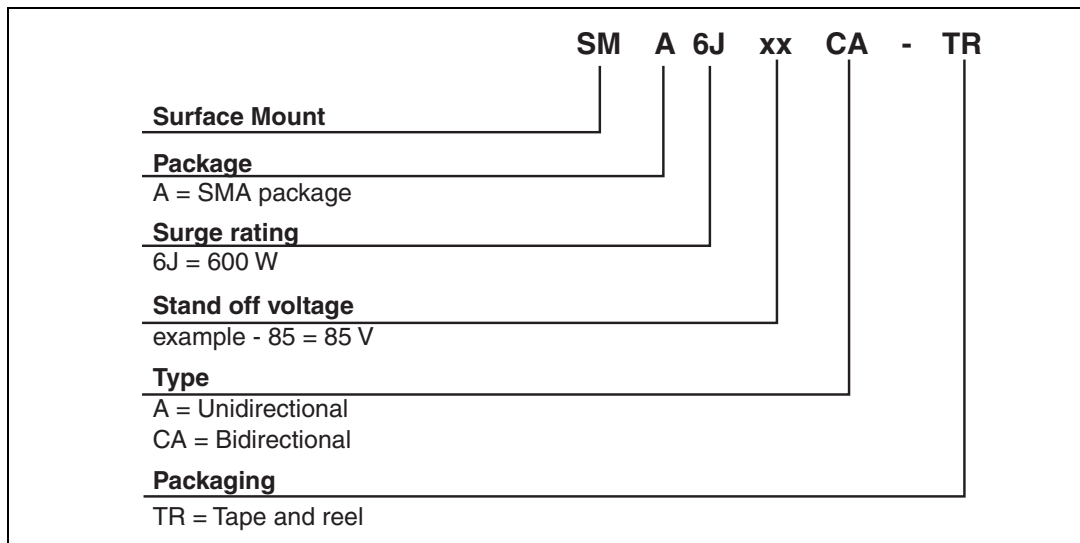 SM A 6J xx CA - TR
Surface Mount
Package
A = SMA package
Surge rating
6J = 600 W
Stand off voltage
example - 85 = 85 V
Type
A = Unidirectional
CA = Bidirectional
Packaging
TR = Tape and reel